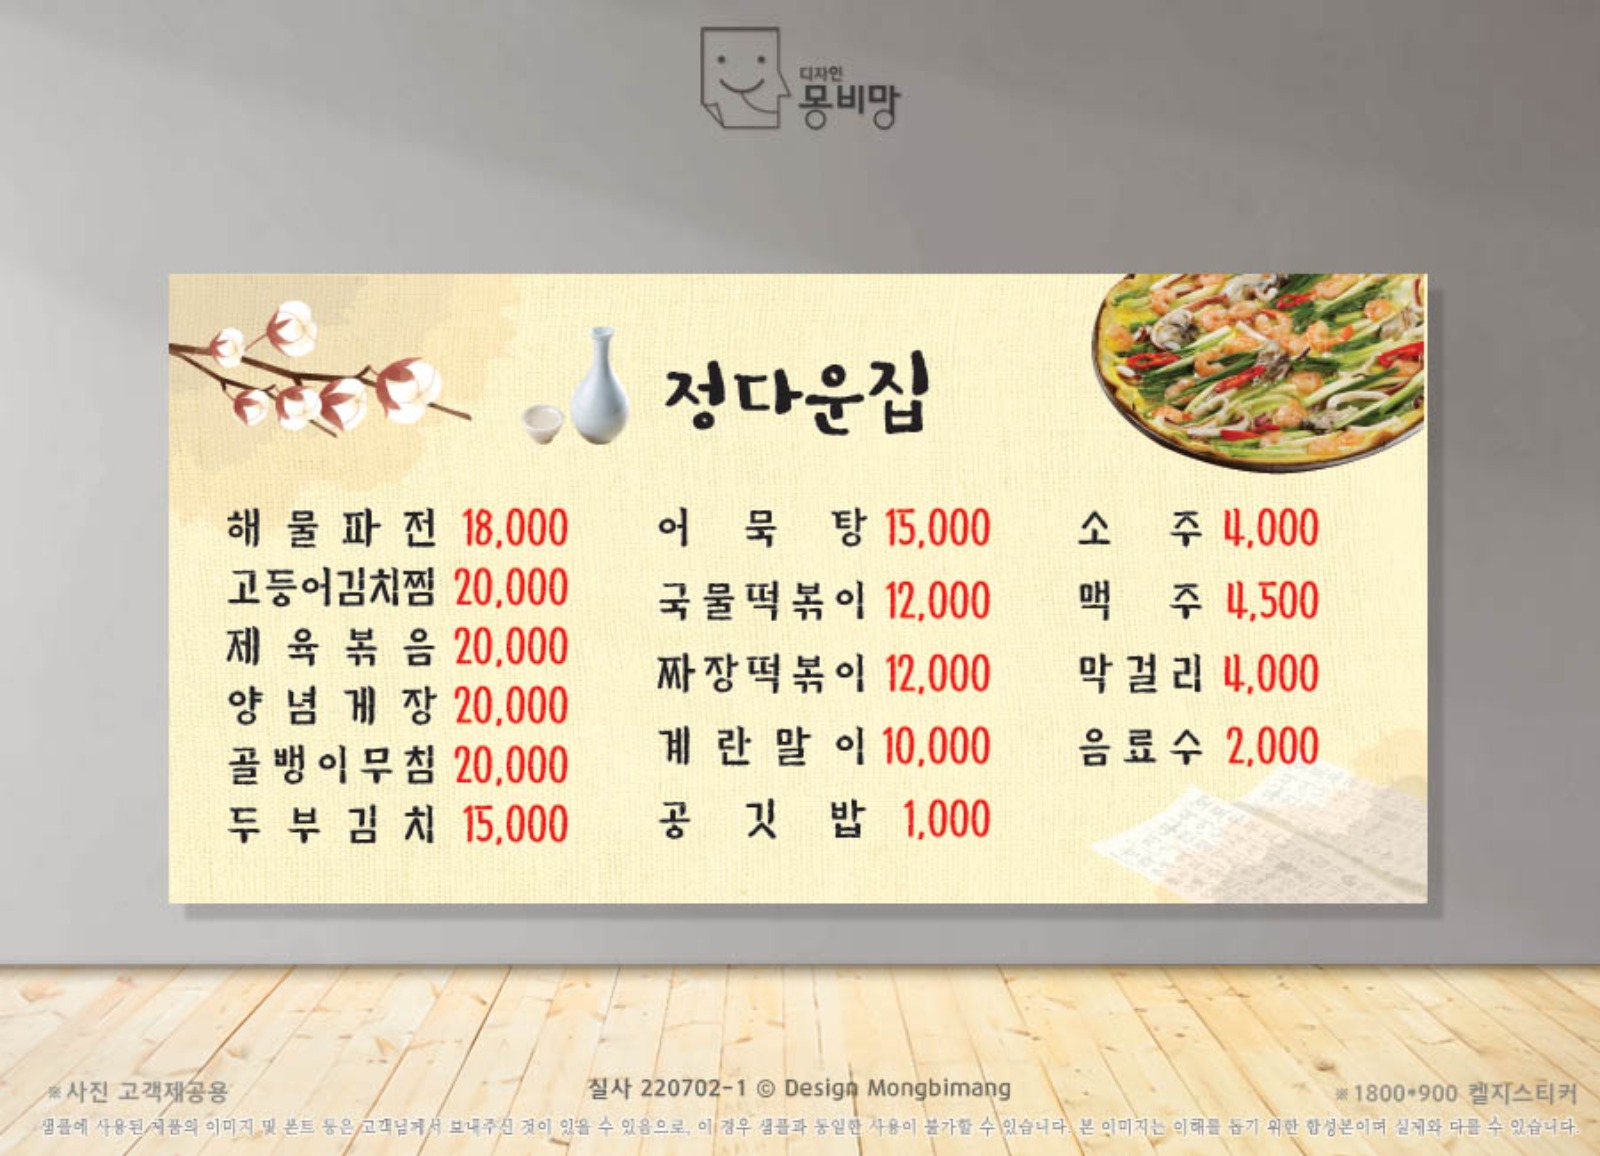 디자인
몽비망
정다운집
해물파전 18,000
고등어김치찜 20,000
제육볶음 20,000
양념게장 20,000
골뱅이무침 20,000
두부김치 15,000
어묵탕 15,000
국물떡볶이 12,000
짜장떡볶이 12,000
계란말이 10,000
공깃밥 1,000
소주 4,000
맥주 4,500
막걸리 4,000
음료수 2,000
※사진 고객제공용
실사 220702-1 © Design Mongbimang
※1800*900 켈지스티커
샘플에 사용된 제품의 이미지 및 폰트 등은 고객님께서 보내주신 것이 있을 수 있음으로, 이 경우 샘플과 동일한 사용이 불가할 수 있습니다. 본 이미지는 이해를 돕기 위한 합성본이며 실제와 다를 수 있습니다.